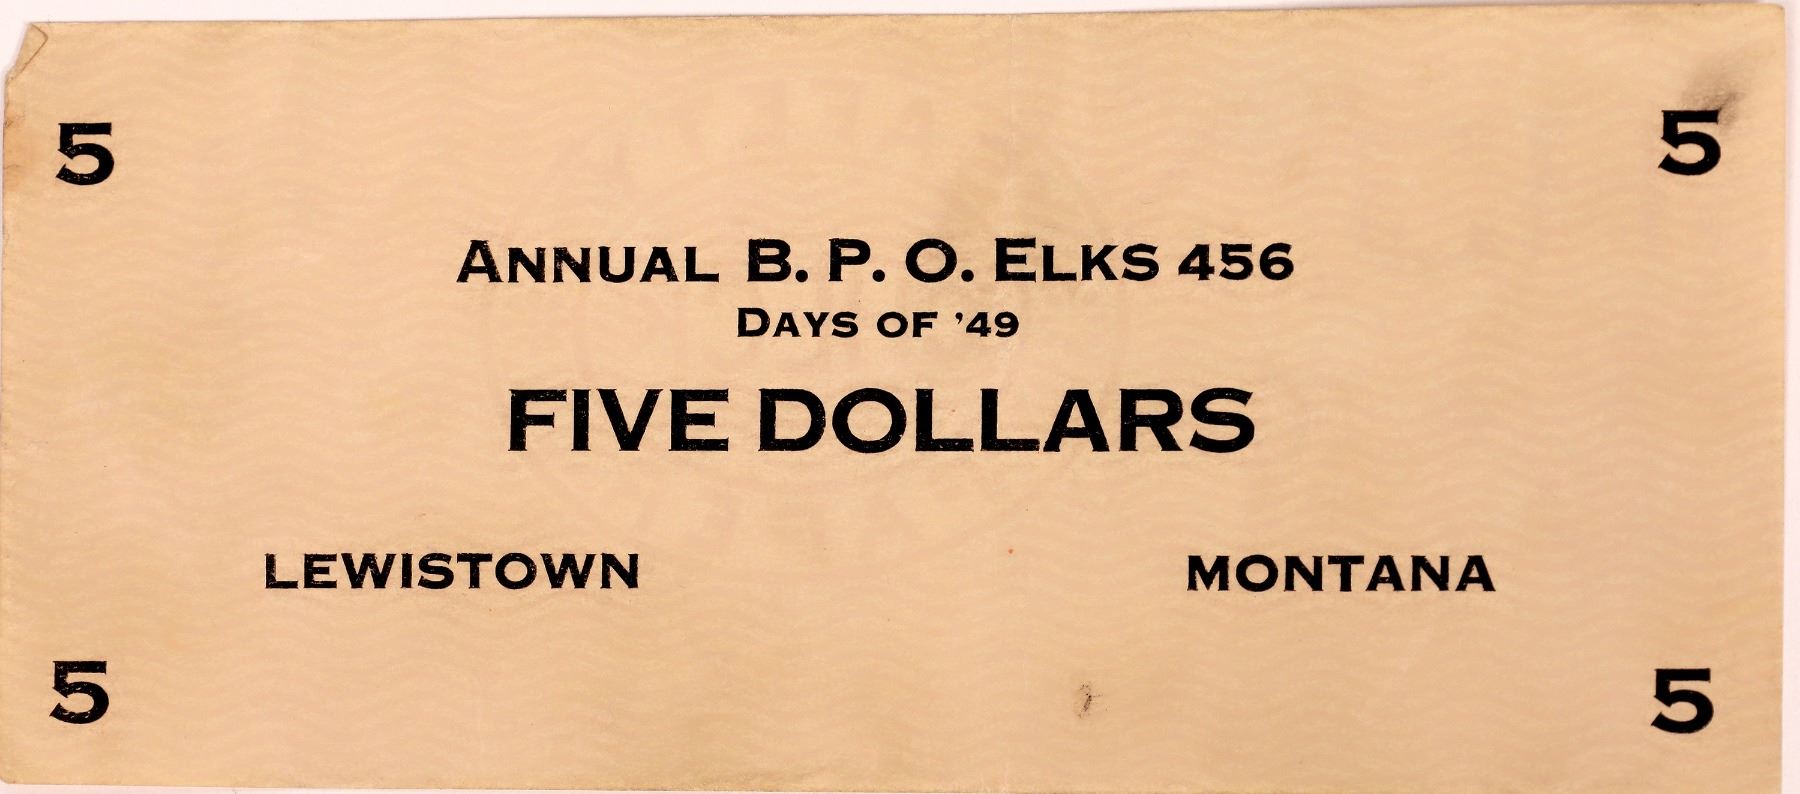 5 5
ANNUAL B. P. O. ELKS 456
DAYS OF '49
FIVE DOLLARS
LEWISTOWN MONTANA
5 5